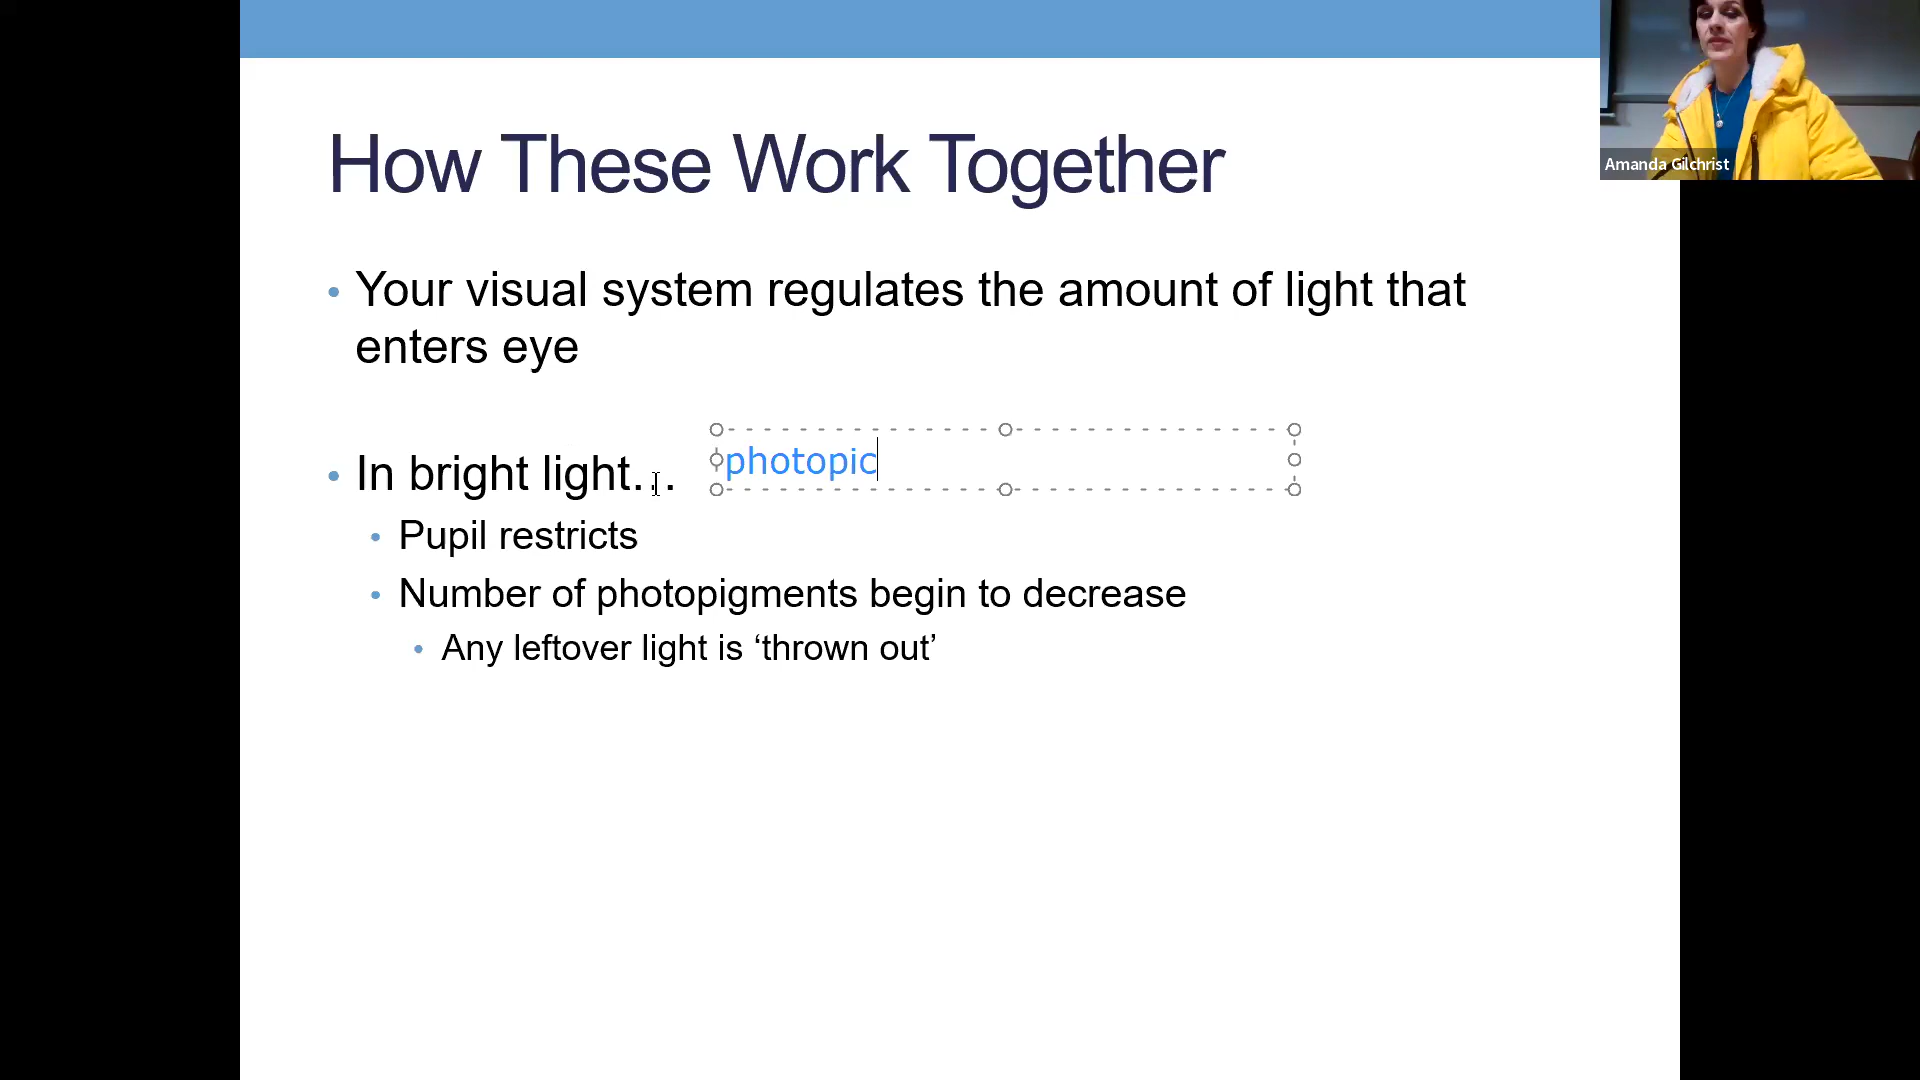 How These Work Together
• Your visual system regulates the amount of light that
enters eye
• In bright light...
photopic
• Pupil restricts
• Number of photopigments begin to decrease
• Any leftover light is ‘thrown out’
Amanda Gilchrist